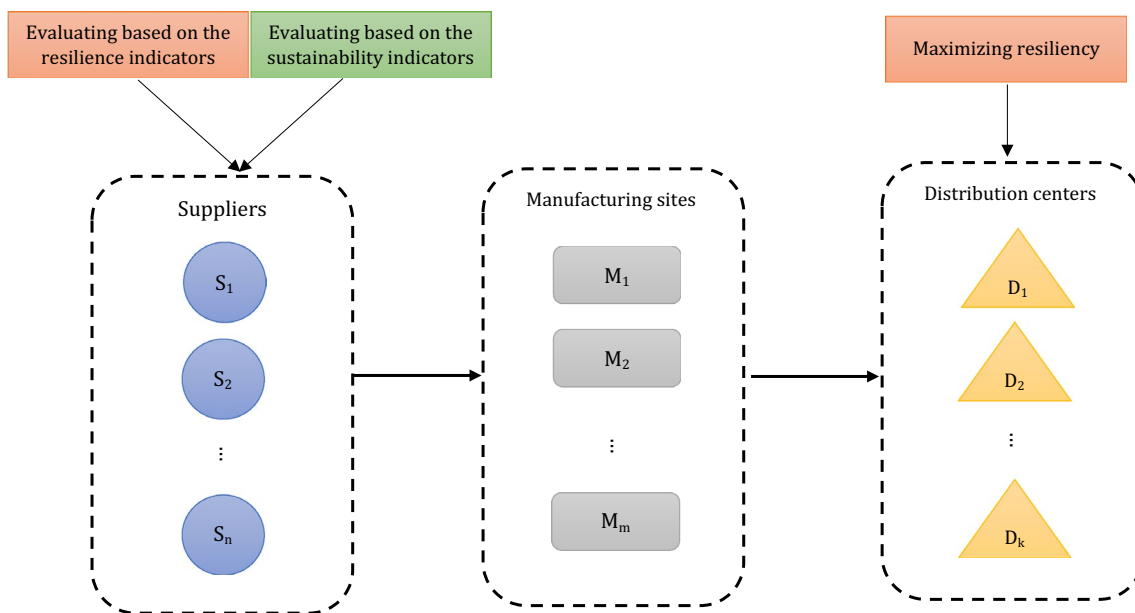 Evaluating based on the
resilience indicators
Evaluating based on the
sustainability indicators
Maximizing resiliency
Suppliers
S₁
S₂
...
Sₙ
Manufacturing sites
M₁
M₂
...
Mₘ
Distribution centers
D₁
D₂
...
Dₖ